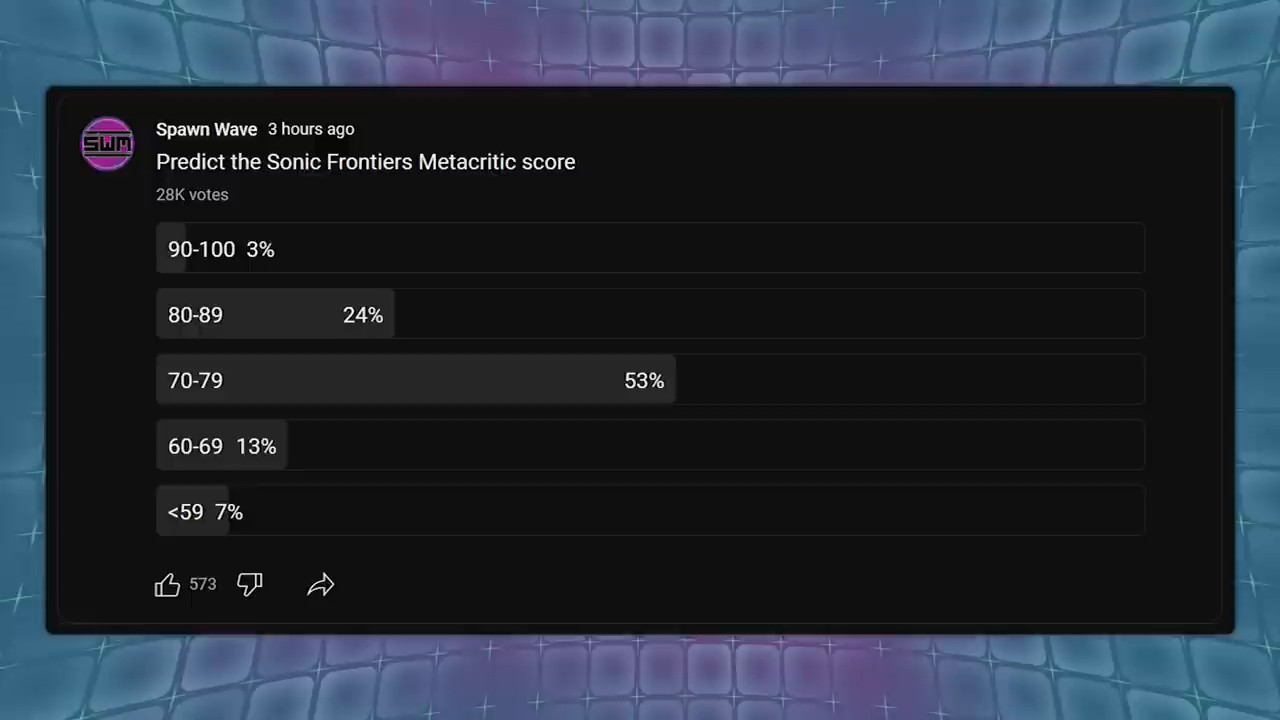 SWM
Spawn Wave 3 hours ago
Predict the Sonic Frontiers Metacritic score
28K votes
90-100 3%
80-89 24%
70-79 53%
60-69 13%
<59 7%
573